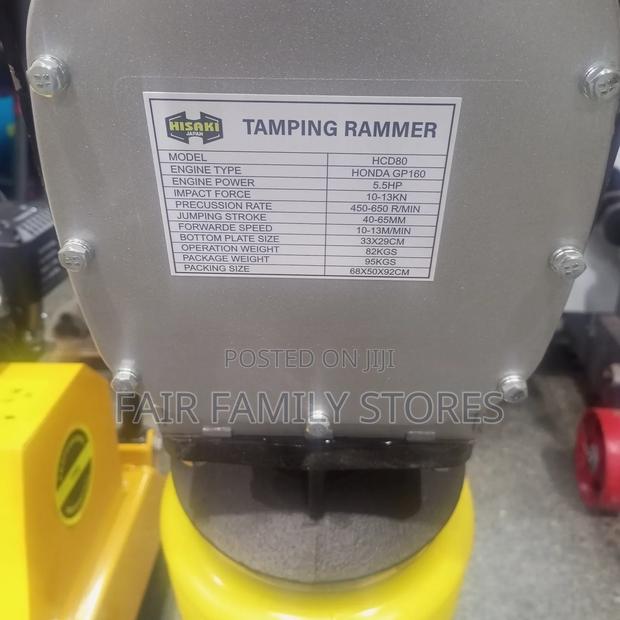 HISAKI
JAPAN
TAMPING RAMMER
MODEL HCD80
ENGINE TYPE HONDA GP160
ENGINE POWER 5.5HP
IMPACT FORCE 10-13KN
PRECUSSION RATE 450-650 R/MIN
JUMPING STROKE 40-65MM
FORWARDE SPEED 10-13M/MIN
BOTTOM PLATE SIZE 33X29CM
OPERATION WEIGHT 82KGS
PACKAGE WEIGHT 95KGS
PACKING SIZE 68X50X92CM
POSTED ON JIJI
FAIR FAMILY STORES